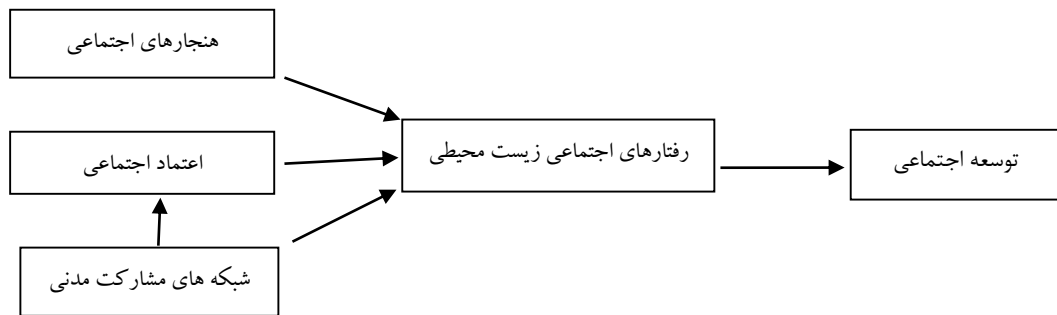 هنجارهای اجتماعی
رفتارهای اجتماعی زیست محیطی
توسعه اجتماعی
اعتماد اجتماعی
شبکه های مشارکت مدنی